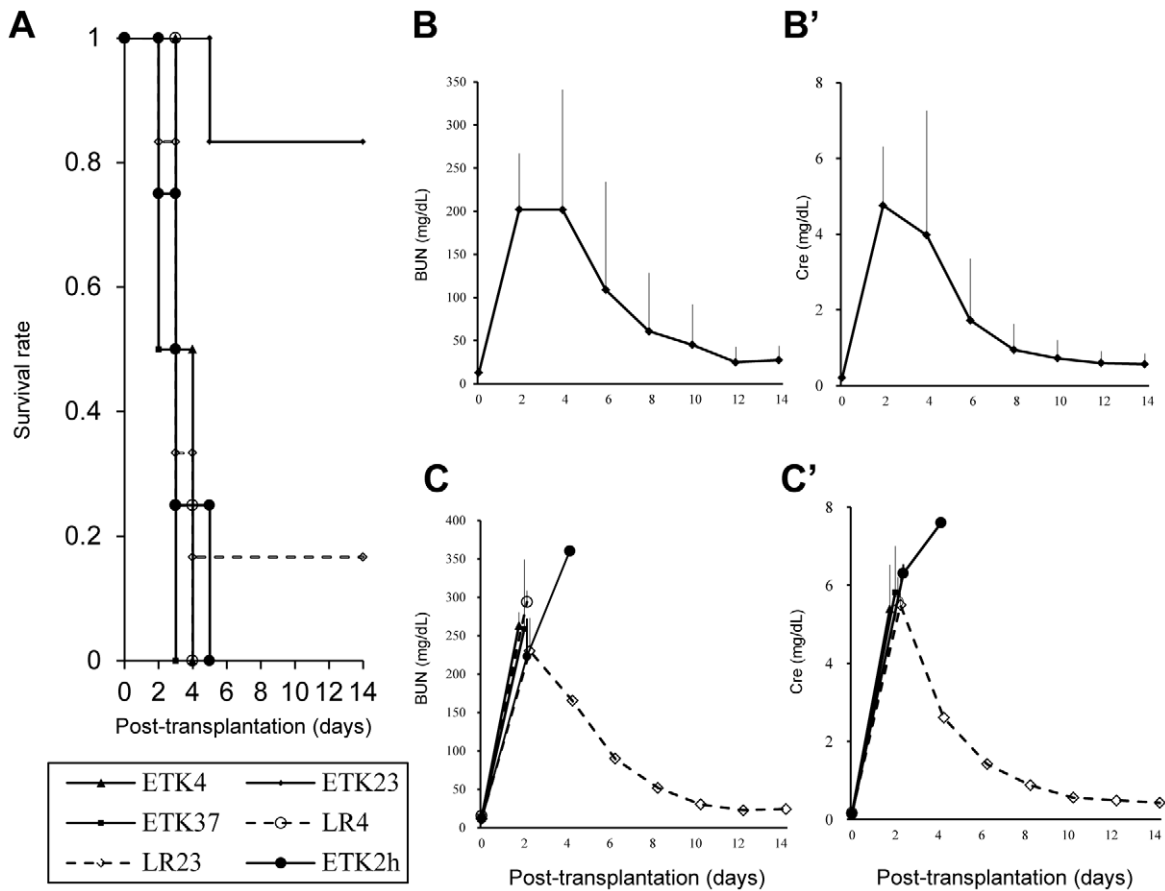 A
1
0.8
0.6
0.4
0.2
0
Survival rate
0 2 4 6 8 10 12 14
Post-transplantation (days)
ETK4 ETK23
ETK37 LR4
LR23 ETK2h
B
350
300
250
200
150
100
50
0
BUN (mg/dL)
0 2 4 6 8 10 12 14
B’
8
6
4
2
0
Cre (mg/dL)
0 2 4 6 8 10 12 14
C
400
350
300
250
200
150
100
50
0
BUN (mg/dL)
0 2 4 6 8 10 12 14
Post-transplantation (days)
C’
8
6
4
2
0
Cre (mg/dL)
0 2 4 6 8 10 12 14
Post-transplantation (days)